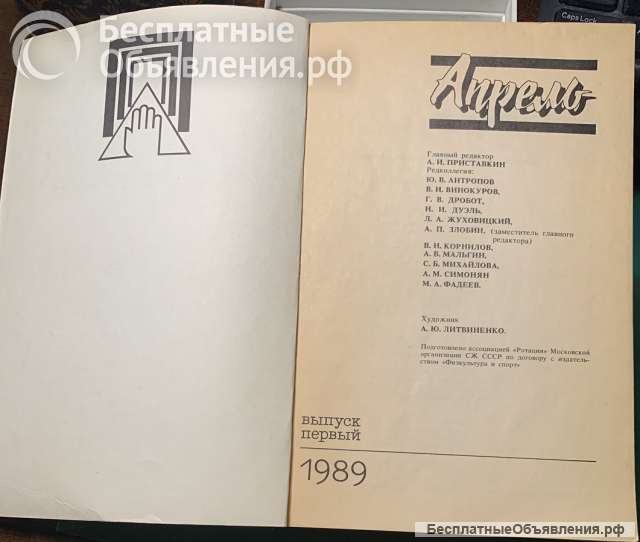 Бесплатные
Объявления.рф
Caps Lock
Апрель
Главный редактор
А. И. ПРИСТАВКИН
Редколлегия:
Ю. В. АНТРОПОВ
В. И. ВИНОКУРОВ,
Г. В. ДРОБОТ,
И. И. ДУЭЛЬ,
Л. А. ЖУХОВИЦКИЙ,
А. П. ЗЛОБИН, (заместитель главного
редактора)
В. Н. КОРНИЛОВ,
А. В. МАЛЬГИН,
С. Б. МИХАЙЛОВА,
А. М. СИМОНЯН
М. А. ФАДЕЕВ.
Художник
А. Ю. ЛИТВИНЕНКО.
Подготовлено ассоциацией «Ротация» Московской
организации СЖ СССР по договору с издатель-
ством «Физкультура и спорт»
выпуск
первый
1989
БесплатныеОбъявления.рф